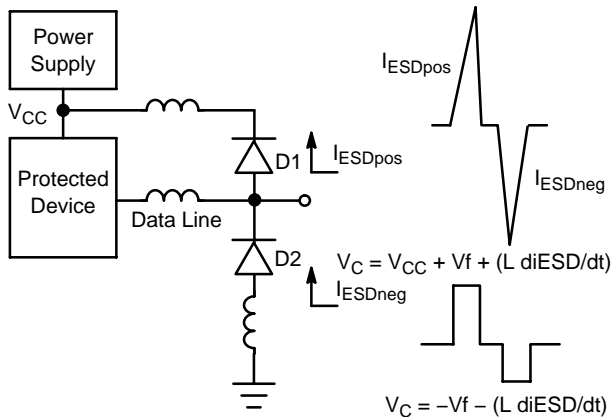 Power
Supply
V_CC
Protected
Device
Data Line
D1
I_ESDpos
D2
I_ESDneg
I_ESDpos
I_ESDneg
V_C = V_CC + Vf + (L diESD/dt)
V_C = −Vf − (L diESD/dt)